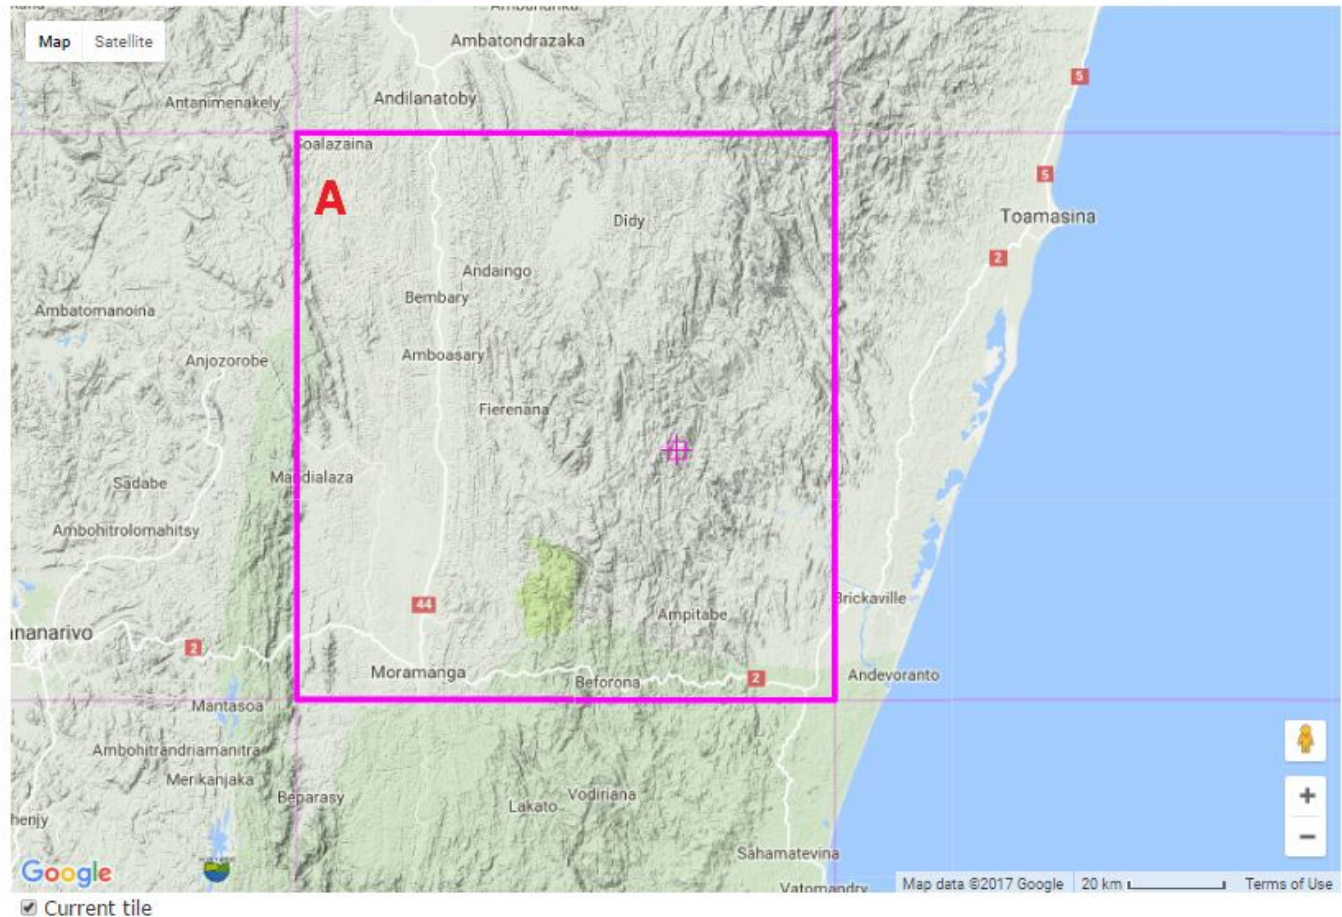 Map Satellite
Ambatondrazaka
5
Antanimenakely
Andilanatoby
Soalazaina
5
A
Didy
Toamasina
2
Andaingo
Bembary
Ambatomanoina
Amboasary
Anjozorobe
Fierenana
Mandialaza
Sadabe
Ambohitrolomahitsy
44
Brickaville
Ampitabe
nanarivo
2
Moramanga
Beforona
2
Andevoranto
Mantasoa
Ambohitrandriamanitra
Merikanjaka
Beparasy
Vodiriana
Lakato
henjy
+
−
Sahamatevina
Google
Vatomandry
Map data ©2017 Google 20 km Terms of Use
Current tile